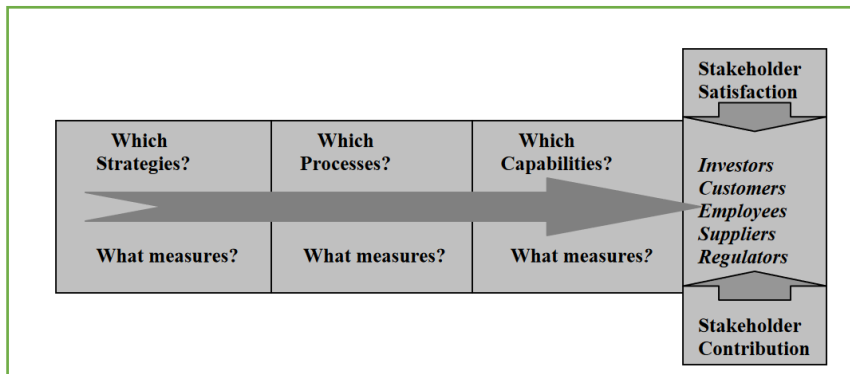 Stakeholder
Satisfaction
Which
Strategies?
Which
Processes?
Which
Capabilities?
Investors
Customers
Employees
Suppliers
Regulators
What measures?
What measures?
What measures?
Stakeholder
Contribution